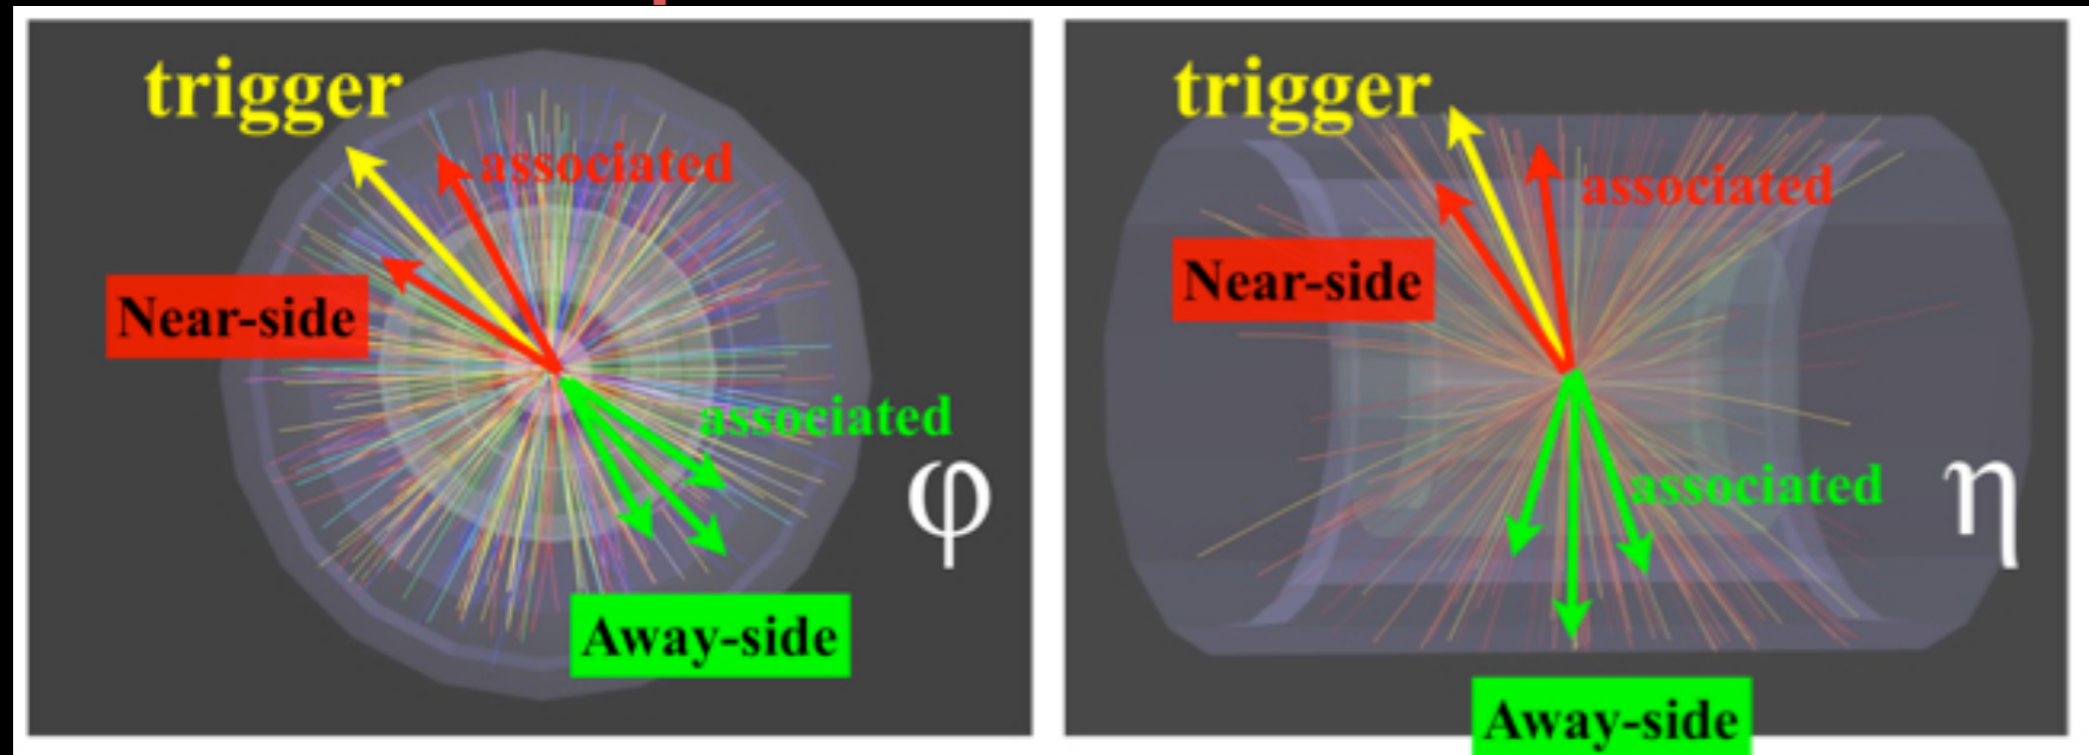 trigger
associated
Near-side
associated
φ
Away-side
trigger
associated
Near-side
associated
η
Away-side